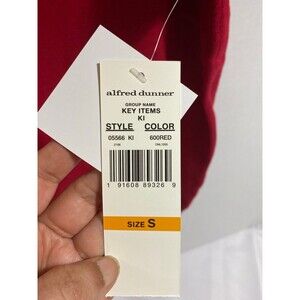 alfred dunner
GROUP NAME
KEY ITEMS
KI
STYLE COLOR
05566 KI 600RED
1 91608 89326 9
SIZE S